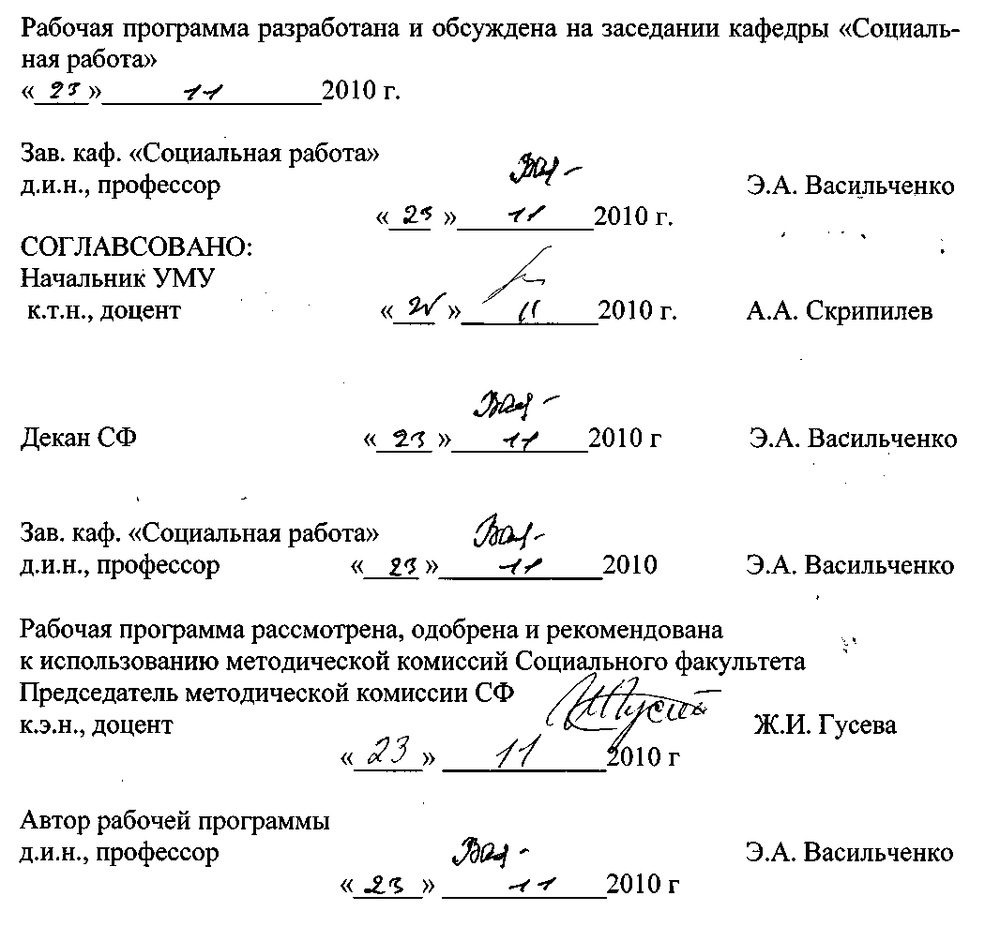 Рабочая программа разработана и обсуждена на заседании кафедры «Социаль-
ная работа»
«23» 11 2010 г.
Зав. каф. «Социальная работа»
д.и.н., профессор Э.А. Васильченко
«23» 11 2010 г.
СОГЛАВСОВАНО:
Начальник УМУ
к.т.н., доцент « » 11 2010 г. А.А. Скрипилев
Декан СФ «23» 11 2010 г Э.А. Васильченко
Зав. каф. «Социальная работа»
д.и.н., профессор «23» 11 2010 Э.А. Васильченко
Рабочая программа рассмотрена, одобрена и рекомендована
к использованию методической комиссий Социального факультета
Председатель методической комиссии СФ
к.э.н., доцент Ж.И. Гусева
«23» 11 2010 г
Автор рабочей программы
д.и.н., профессор Э.А. Васильченко
«23» 11 2010 г